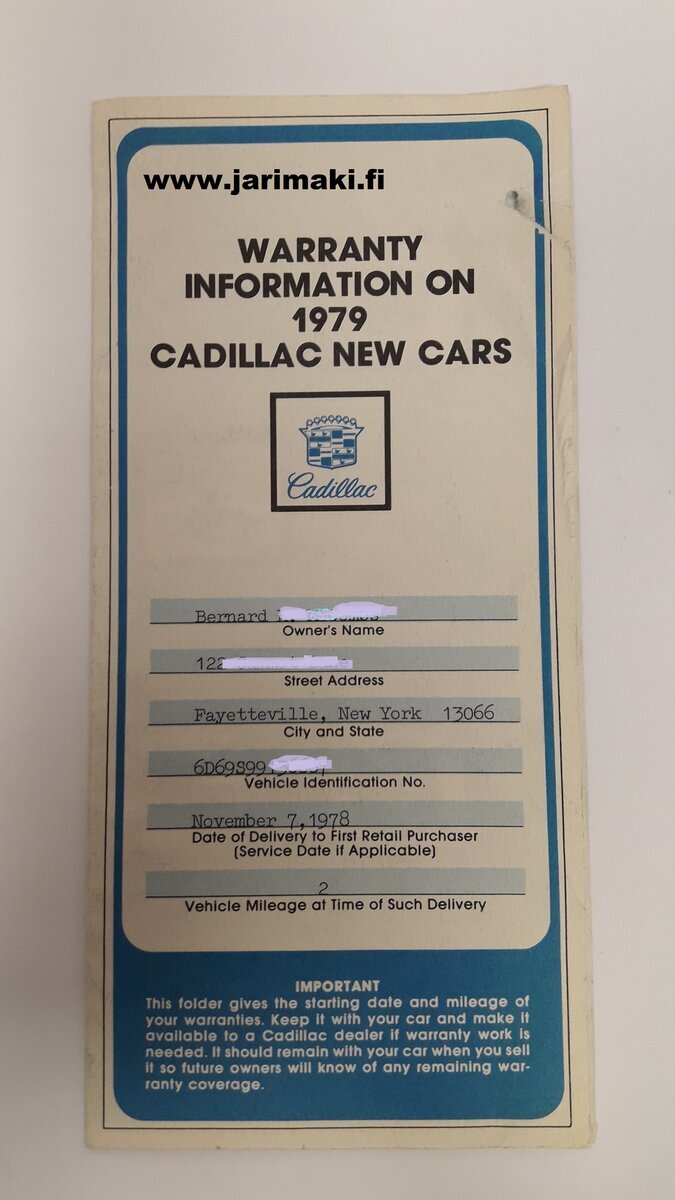 www.jarimaki.fi
WARRANTY
INFORMATION ON
1979
CADILLAC NEW CARS
Cadillac
Bernard
Owner's Name
122
Street Address
Fayetteville, New York 13066
City and State
6D69S99
Vehicle Identification No.
November 7,1978
Date of Delivery to First Retail Purchaser
(Service Date if Applicable)
2
Vehicle Mileage at Time of Such Delivery
IMPORTANT
This folder gives the starting date and mileage of
your warranties. Keep it with your car and make it
available to a Cadillac dealer if warranty work is
needed. It should remain with your car when you sell
it so future owners will know of any remaining war-
ranty coverage.